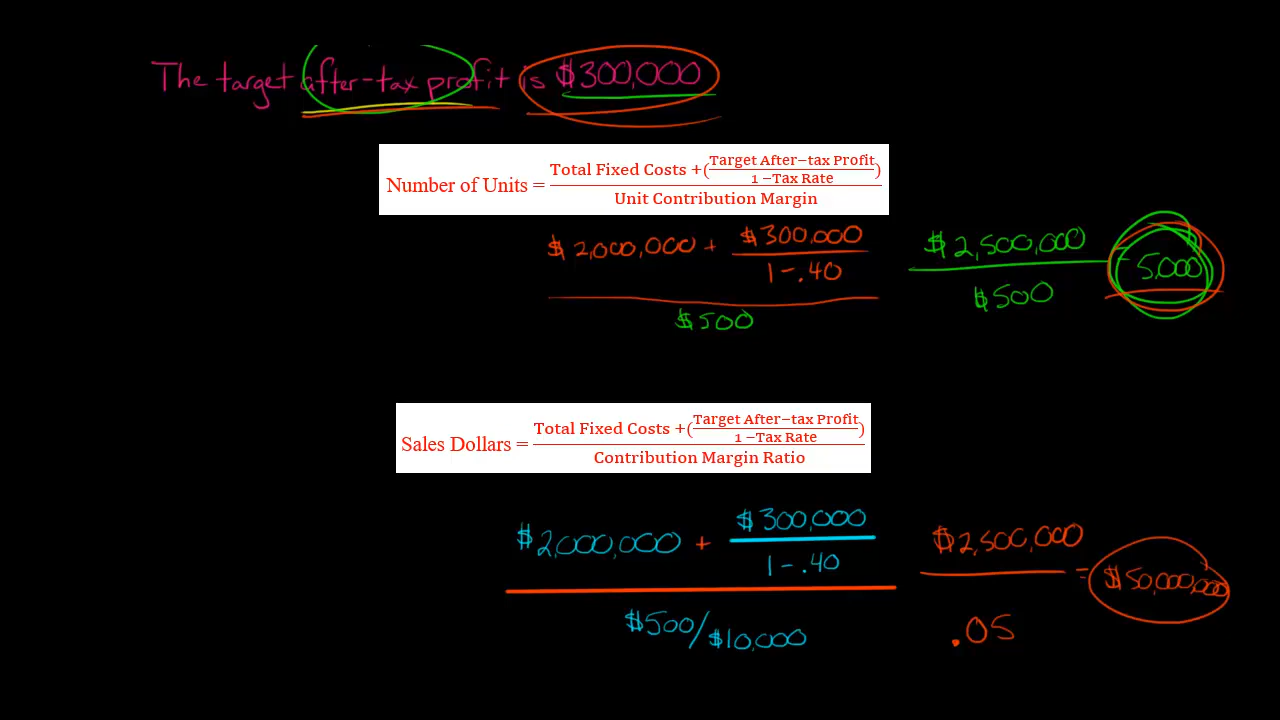 The target after-tax profit is $300,000
Number of Units = Total Fixed Costs +(Target After−tax Profit / 1 −Tax Rate) / Unit Contribution Margin
$2,000,000 + $300,000 / 1 - .40
$500
$2,500,000 / $500 = 5,000
Sales Dollars = Total Fixed Costs +(Target After−tax Profit / 1 −Tax Rate) / Contribution Margin Ratio
$2,000,000 + $300,000 / 1 - .40
$500/$10,000
$2,500,000 / .05 = $50,000,000